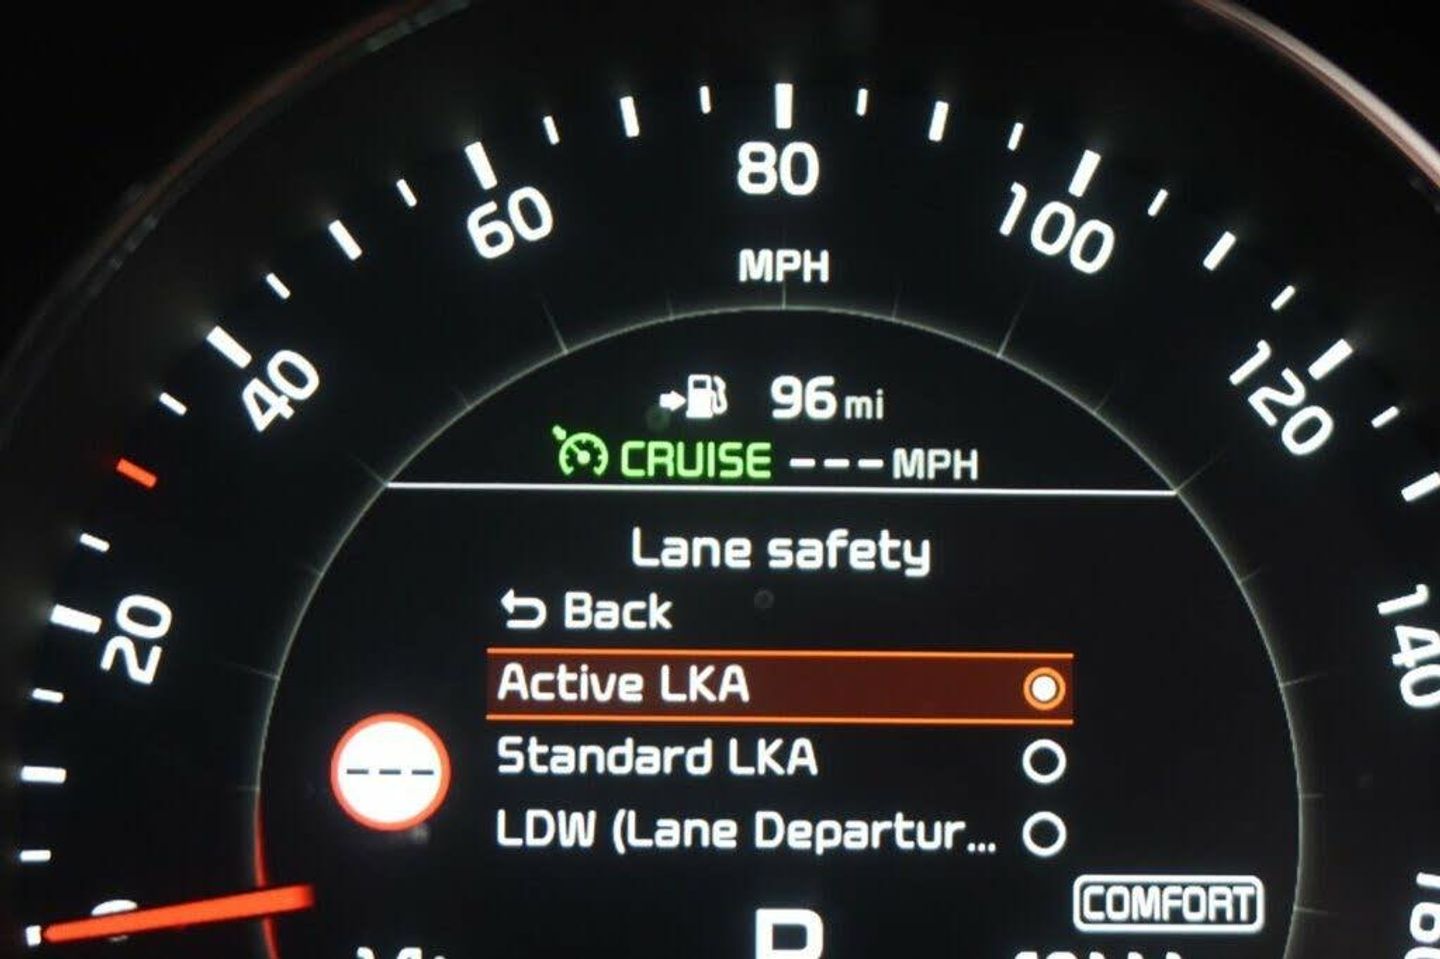 80
60
100
MPH
40
120
96 mi
CRUISE ---MPH
Lane safety
20
Back
140
Active LKA
Standard LKA
---
LDW (Lane Departur...
COMFORT